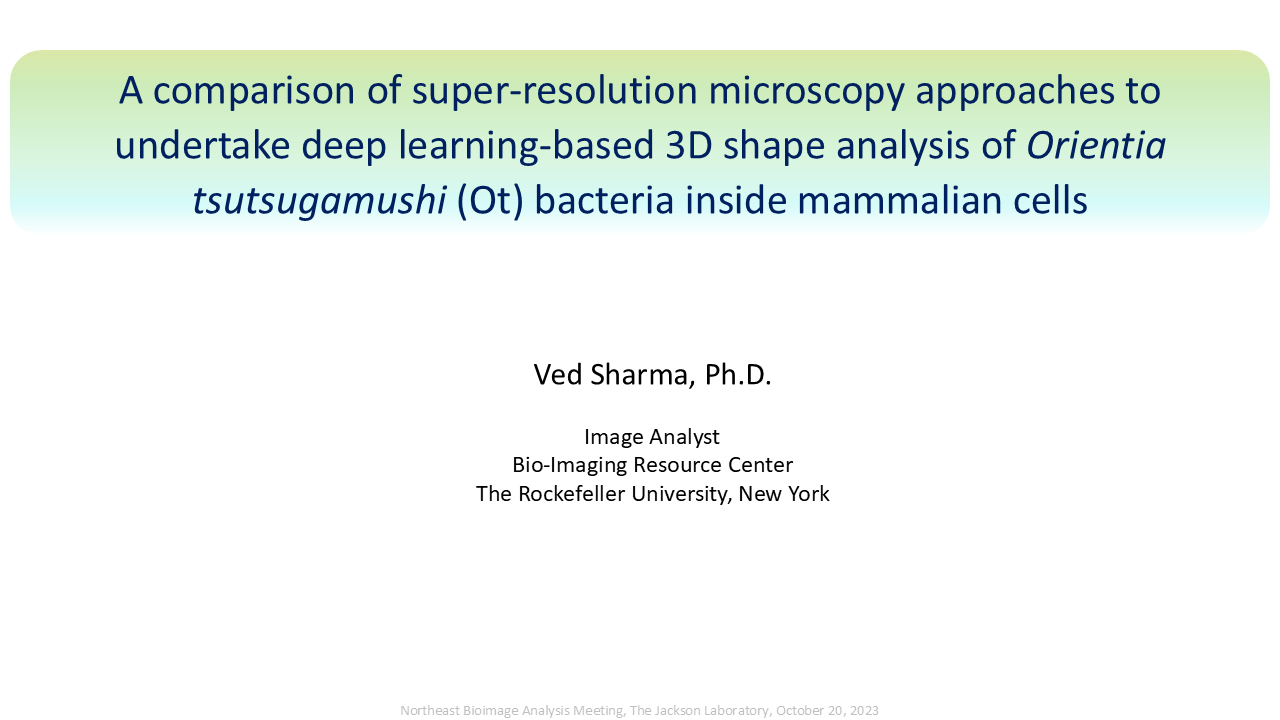 A comparison of super-resolution microscopy approaches to
undertake deep learning-based 3D shape analysis of Orientia
tsutsugamushi (Ot) bacteria inside mammalian cells
Ved Sharma, Ph.D.
Image Analyst
Bio-Imaging Resource Center
The Rockefeller University, New York
Northeast Bioimage Analysis Meeting, The Jackson Laboratory, October 20, 2023